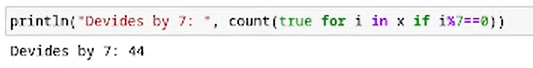 println("Devides by 7: ", count(true for i in x if i%7==0))
Devides by 7: 44